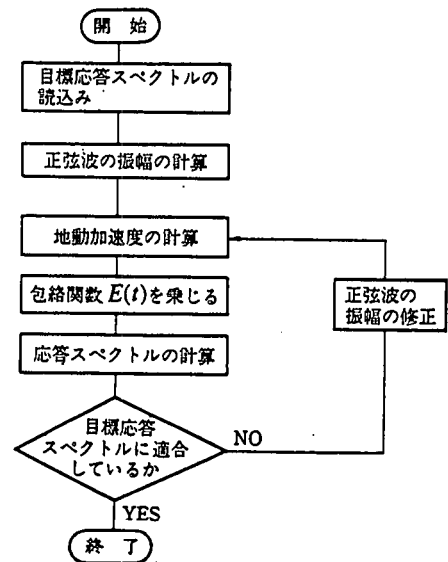 開 始
目標応答スペクトルの
読込み
正弦波の振幅の計算
地動加速度の計算
包絡関数 E(t)を乗じる
正弦波の
振幅の修正
応答スペクトルの計算
目標応答
スペクトルに適合
しているか
NO
YES
終 了